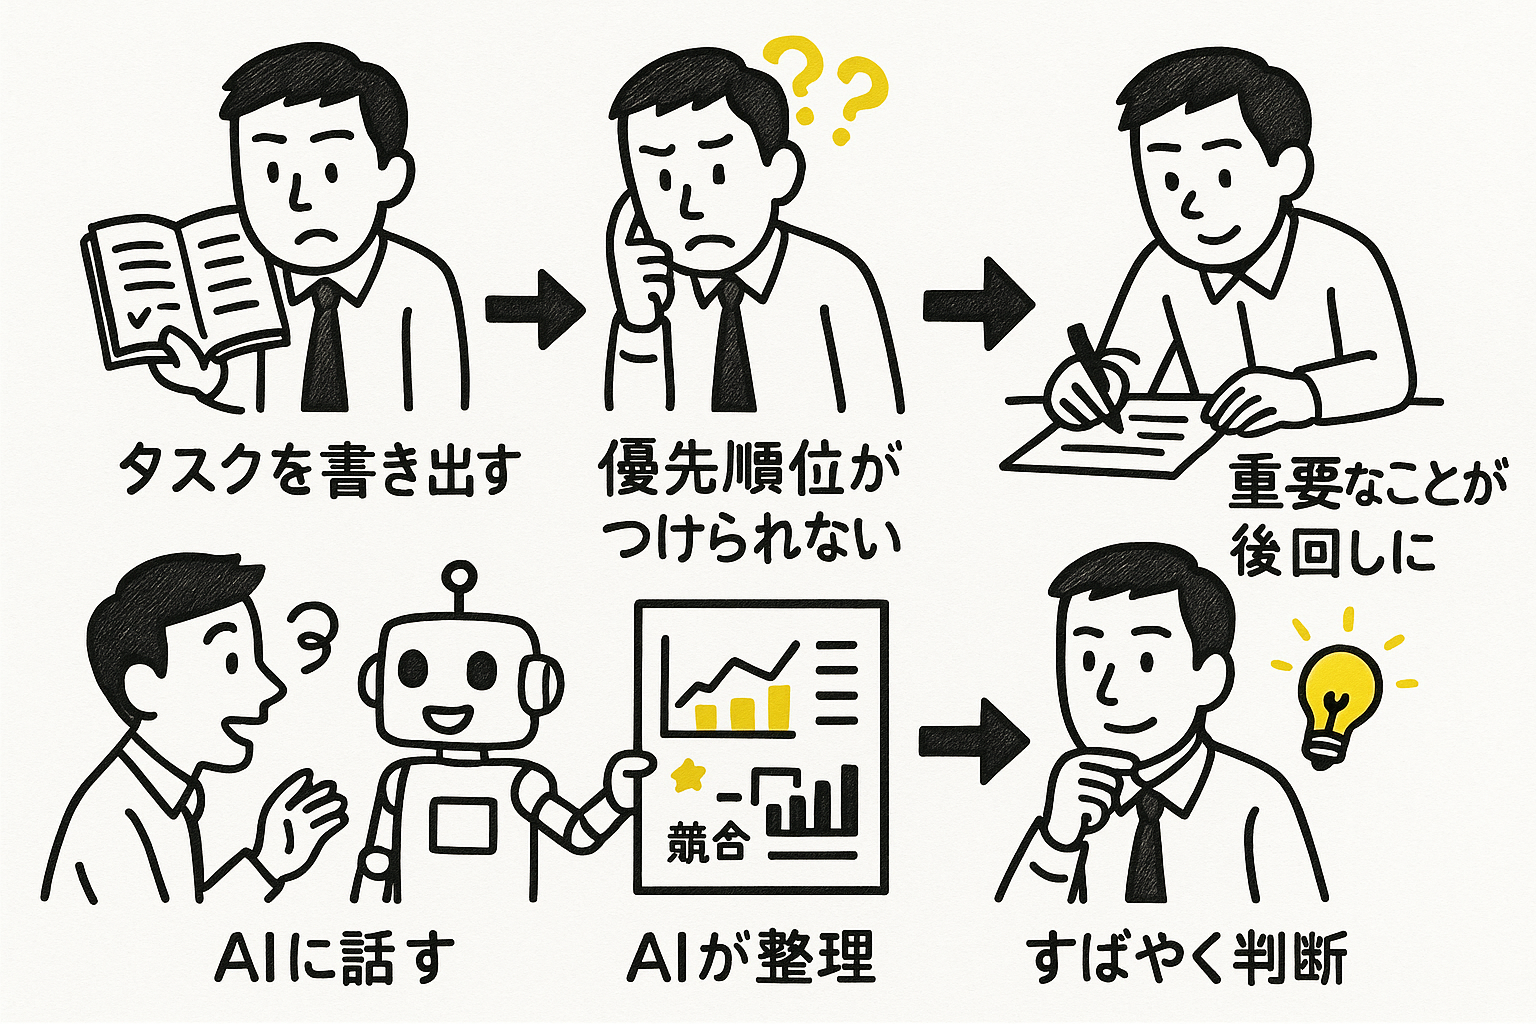 タスクを書き出す
優先順位が
つけられない
重要なことが
後回しに
競合
AIに話す
AIが整理
すばやく判断